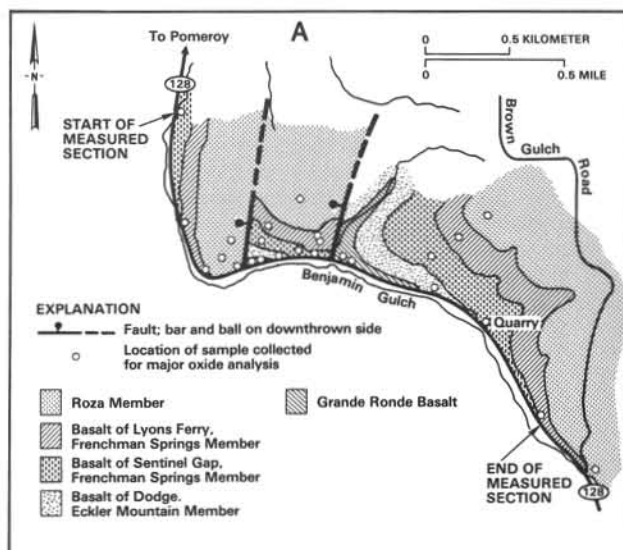 A
To Pomeroy
128
N
0 0.5 KILOMETER
0 0.5 MILE
START OF
MEASURED
SECTION
Brown
Gulch
Road
Benjamin
Gulch
Quarry
END OF
MEASURED
SECTION
128
EXPLANATION
Fault; bar and ball on downthrown side
Location of sample collected
for major oxide analysis
Roza Member
Basalt of Lyons Ferry,
Frenchman Springs Member
Basalt of Sentinel Gap,
Frenchman Springs Member
Basalt of Dodge.
Eckler Mountain Member
Grande Ronde Basalt